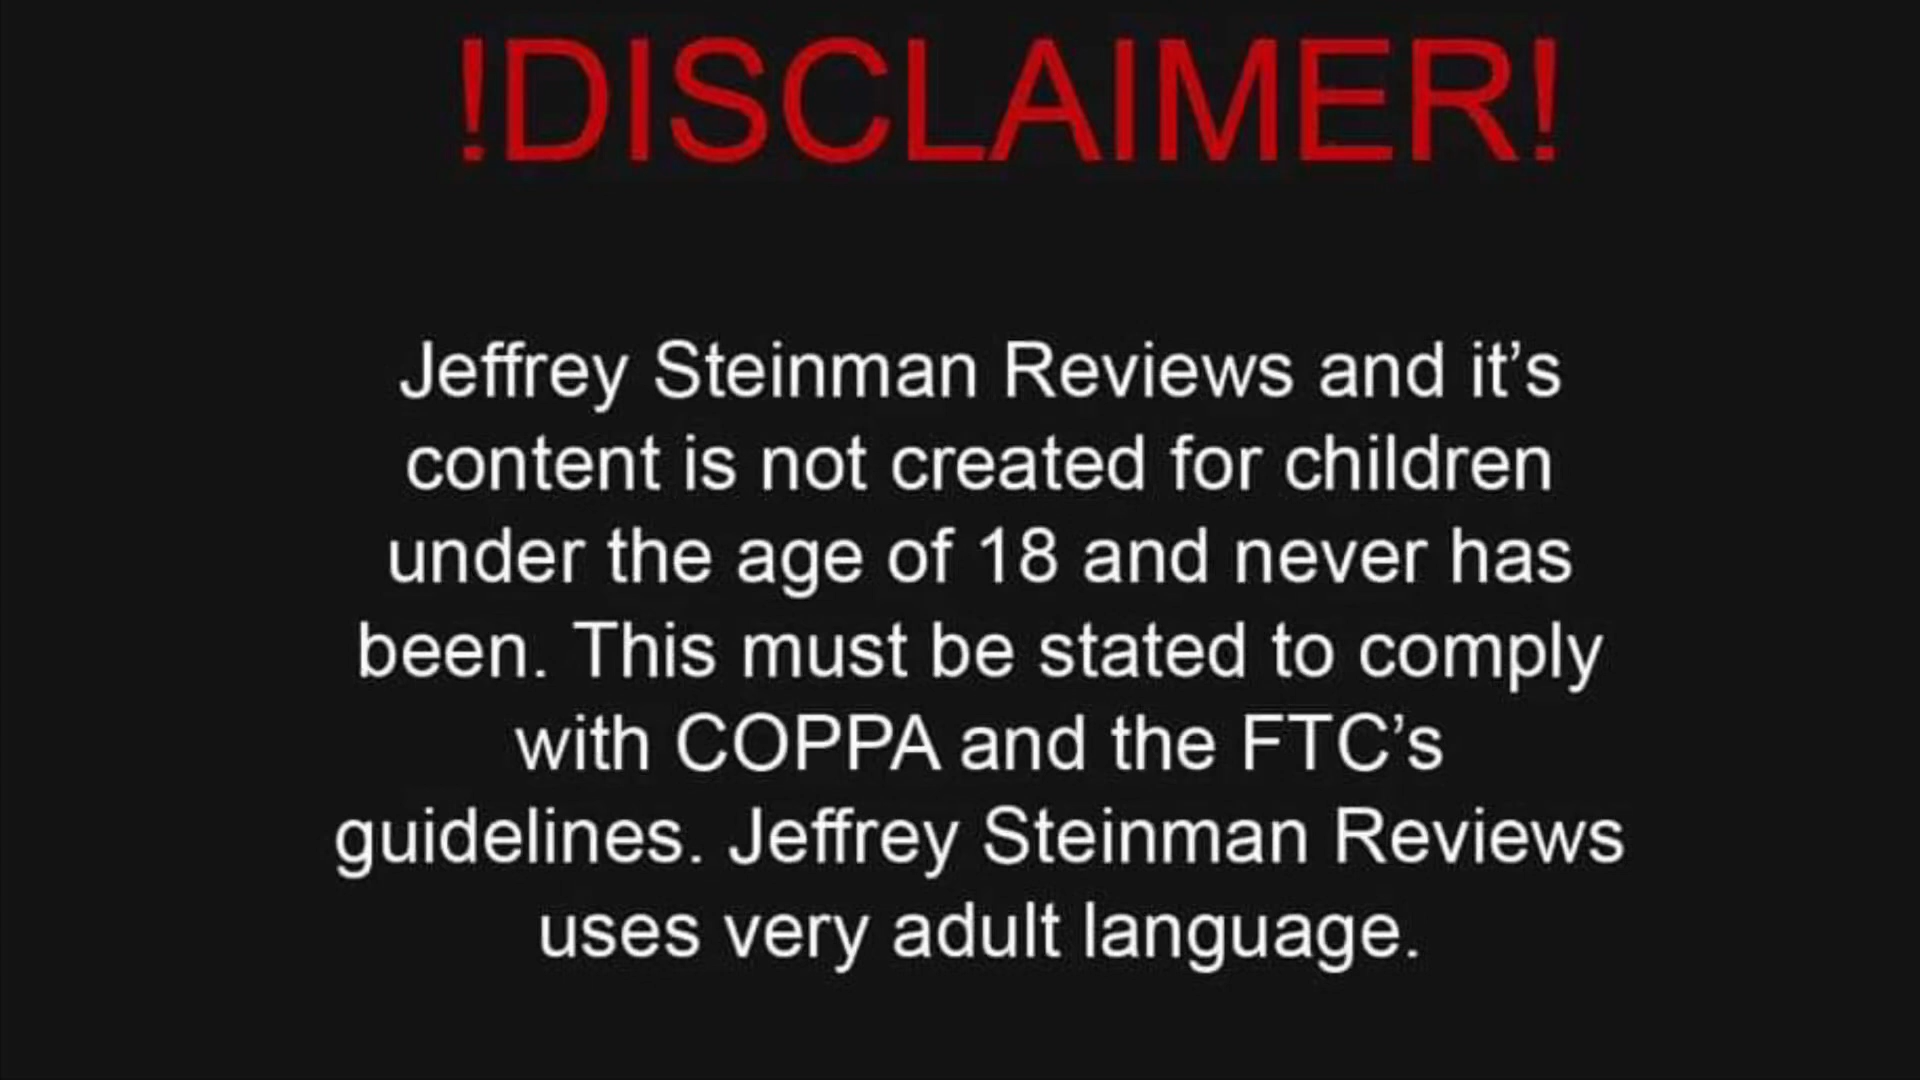 !DISCLAIMER!
Jeffrey Steinman Reviews and it’s
content is not created for children
under the age of 18 and never has
been. This must be stated to comply
with COPPA and the FTC’s
guidelines. Jeffrey Steinman Reviews
uses very adult language.